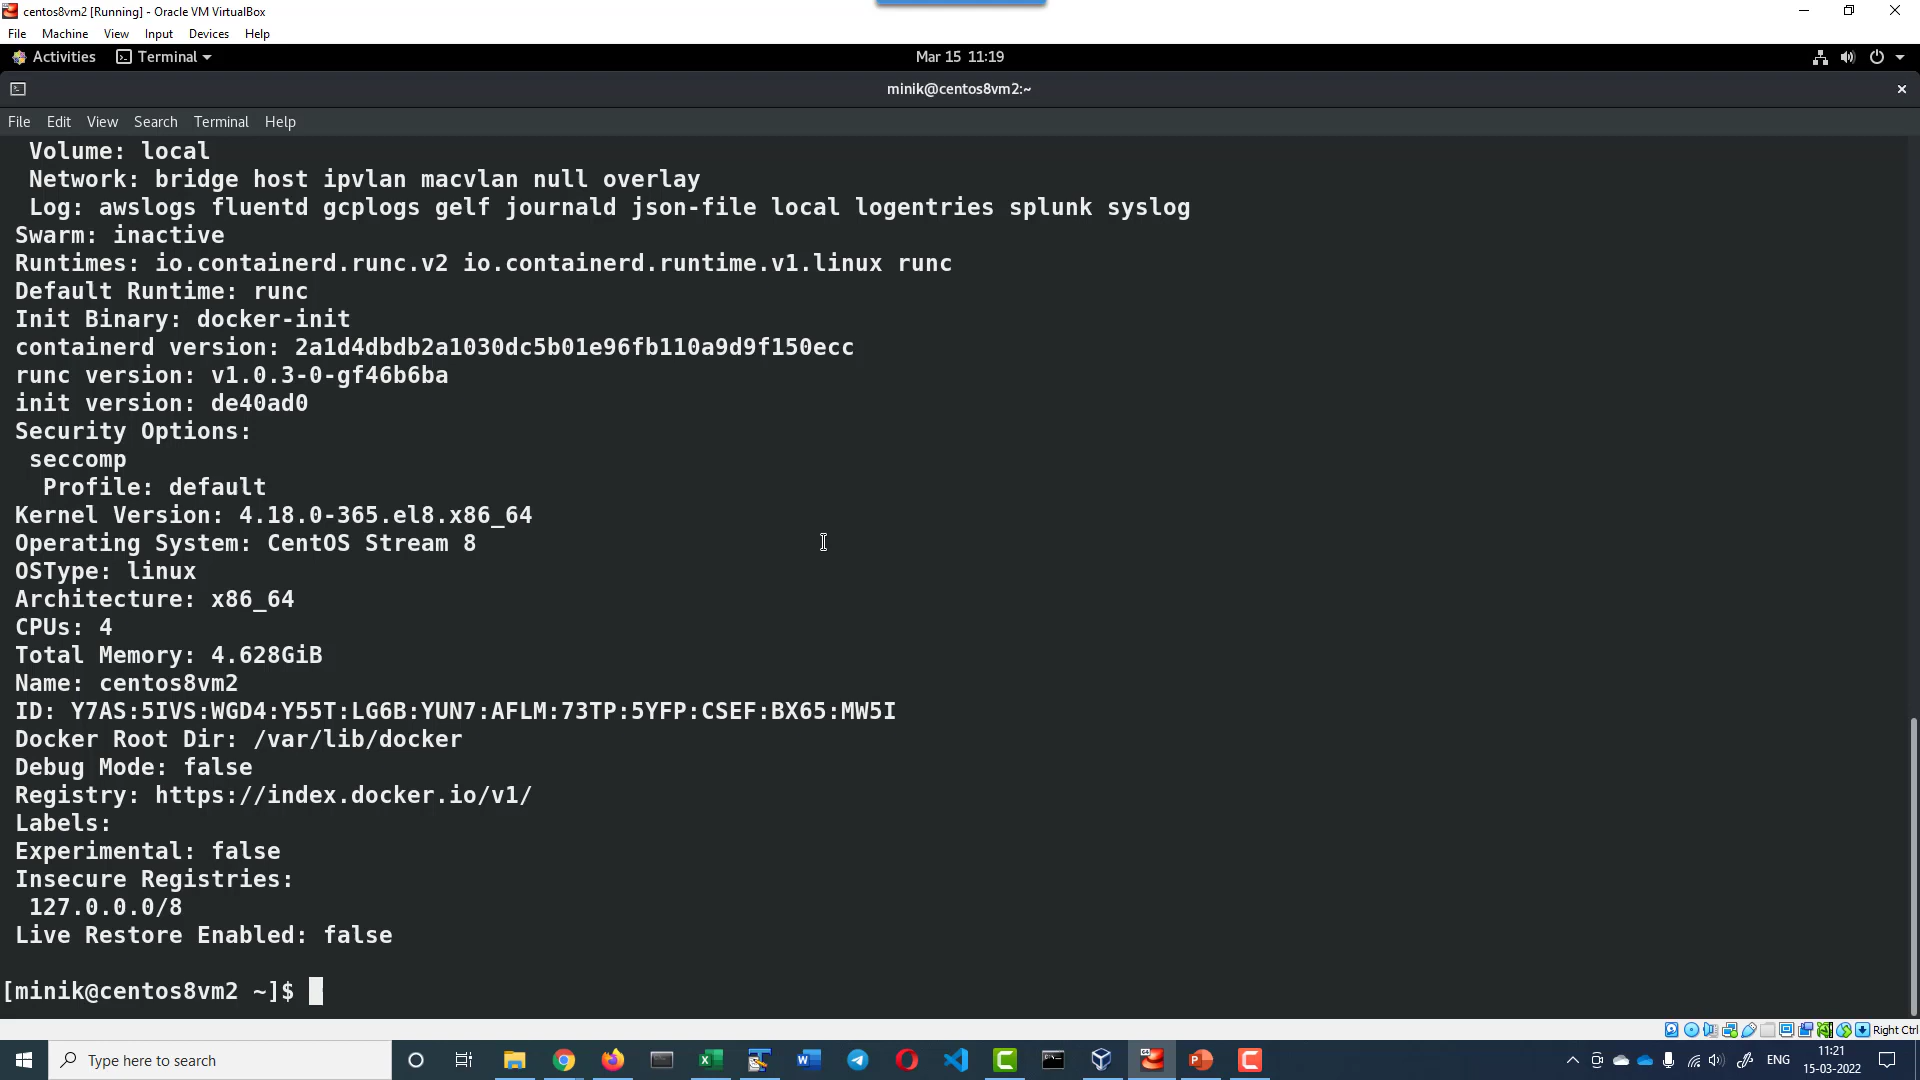 centos8vm2 [Running] - Oracle VM VirtualBox
File Machine View Input Devices Help
Activities Terminal Mar 15 11:19
minik@centos8vm2:~
File Edit View Search Terminal Help
Volume: local
Network: bridge host ipvlan macvlan null overlay
Log: awslogs fluentd gcplogs gelf journald json-file local logentries splunk syslog
Swarm: inactive
Runtimes: io.containerd.runc.v2 io.containerd.runtime.v1.linux runc
Default Runtime: runc
Init Binary: docker-init
containerd version: 2a1d4dbdb2a1030dc5b01e96fb110a9d9f150ecc
runc version: v1.0.3-0-gf46b6ba
init version: de40ad0
Security Options:
seccomp
Profile: default
Kernel Version: 4.18.0-365.el8.x86_64
Operating System: CentOS Stream 8
OSType: linux
Architecture: x86_64
CPUs: 4
Total Memory: 4.628GiB
Name: centos8vm2
ID: Y7AS:5IVS:WGD4:Y55T:LG6B:YUN7:AFLM:73TP:5YFP:CSEF:BX65:MW5I
Docker Root Dir: /var/lib/docker
Debug Mode: false
Registry: https://index.docker.io/v1/
Labels:
Experimental: false
Insecure Registries:
127.0.0.0/8
Live Restore Enabled: false
[minik@centos8vm2 ~]$
Right Ctrl
Type here to search
ENG
11:21
15-03-2022